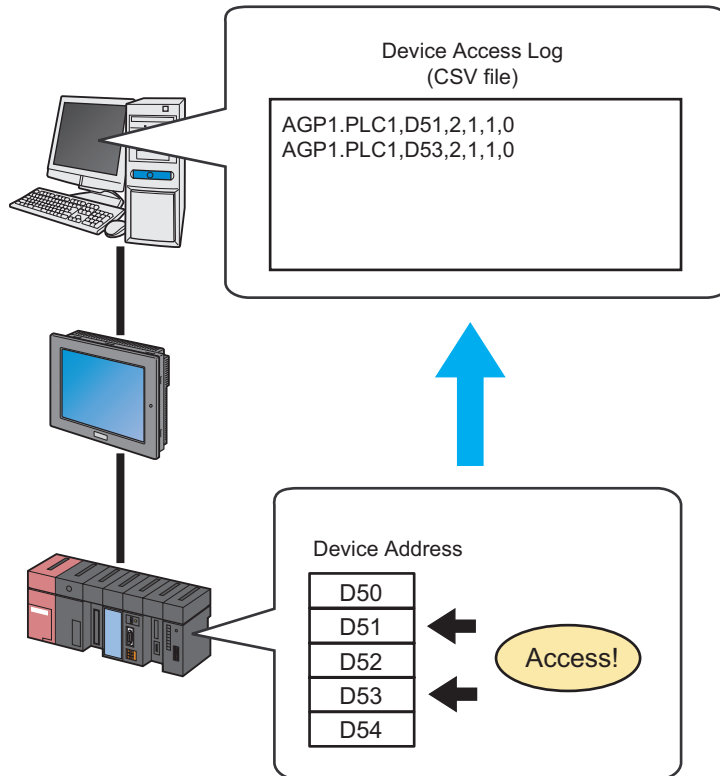 Device Access Log
(CSV file)
AGP1.PLC1,D51,2,1,1,0
AGP1.PLC1,D53,2,1,1,0
Device Address
D50
D51
D52
D53
D54
Access!